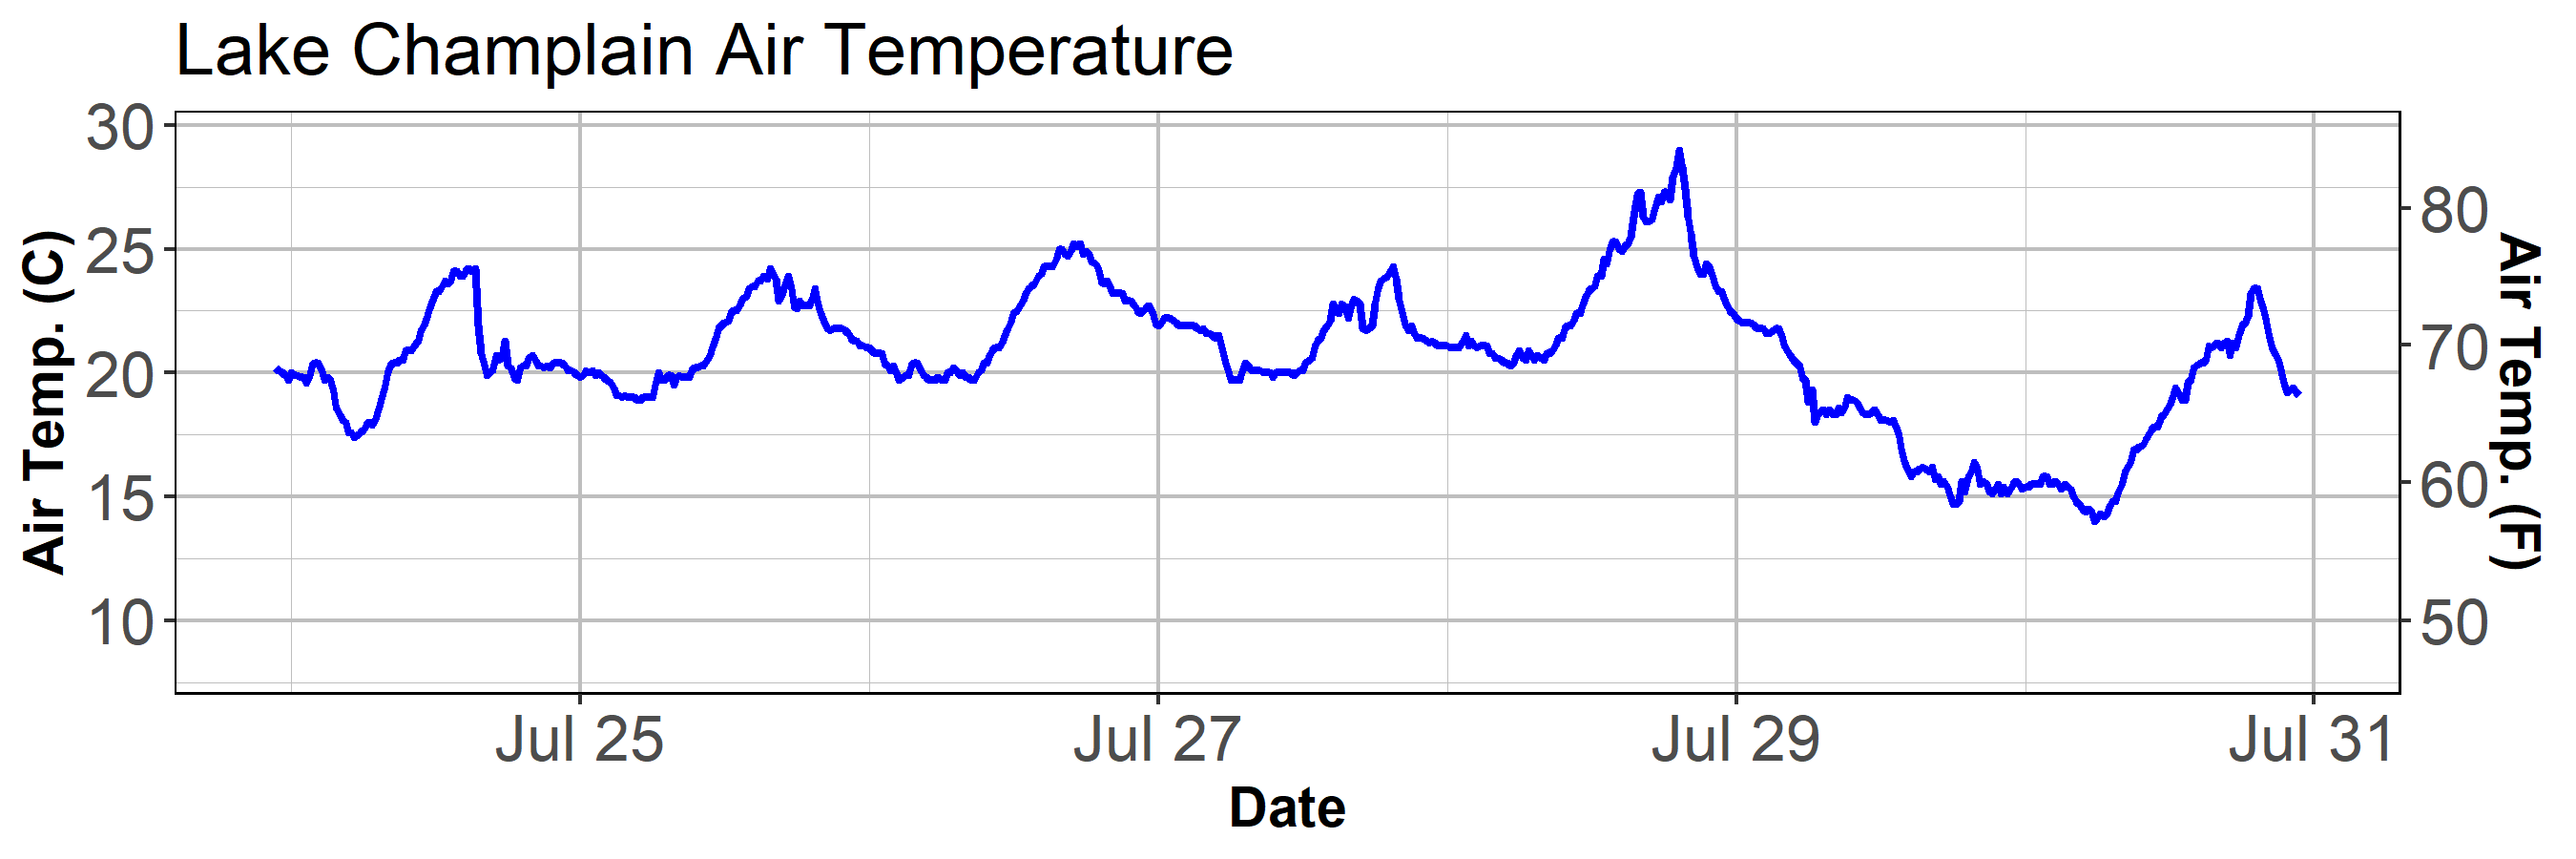 Lake Champlain Air Temperature
Air Temp. (C)
30
25
20
15
10
80
70
60
50
Air Temp. (F)
Jul 25
Jul 27
Jul 29
Jul 31
Date